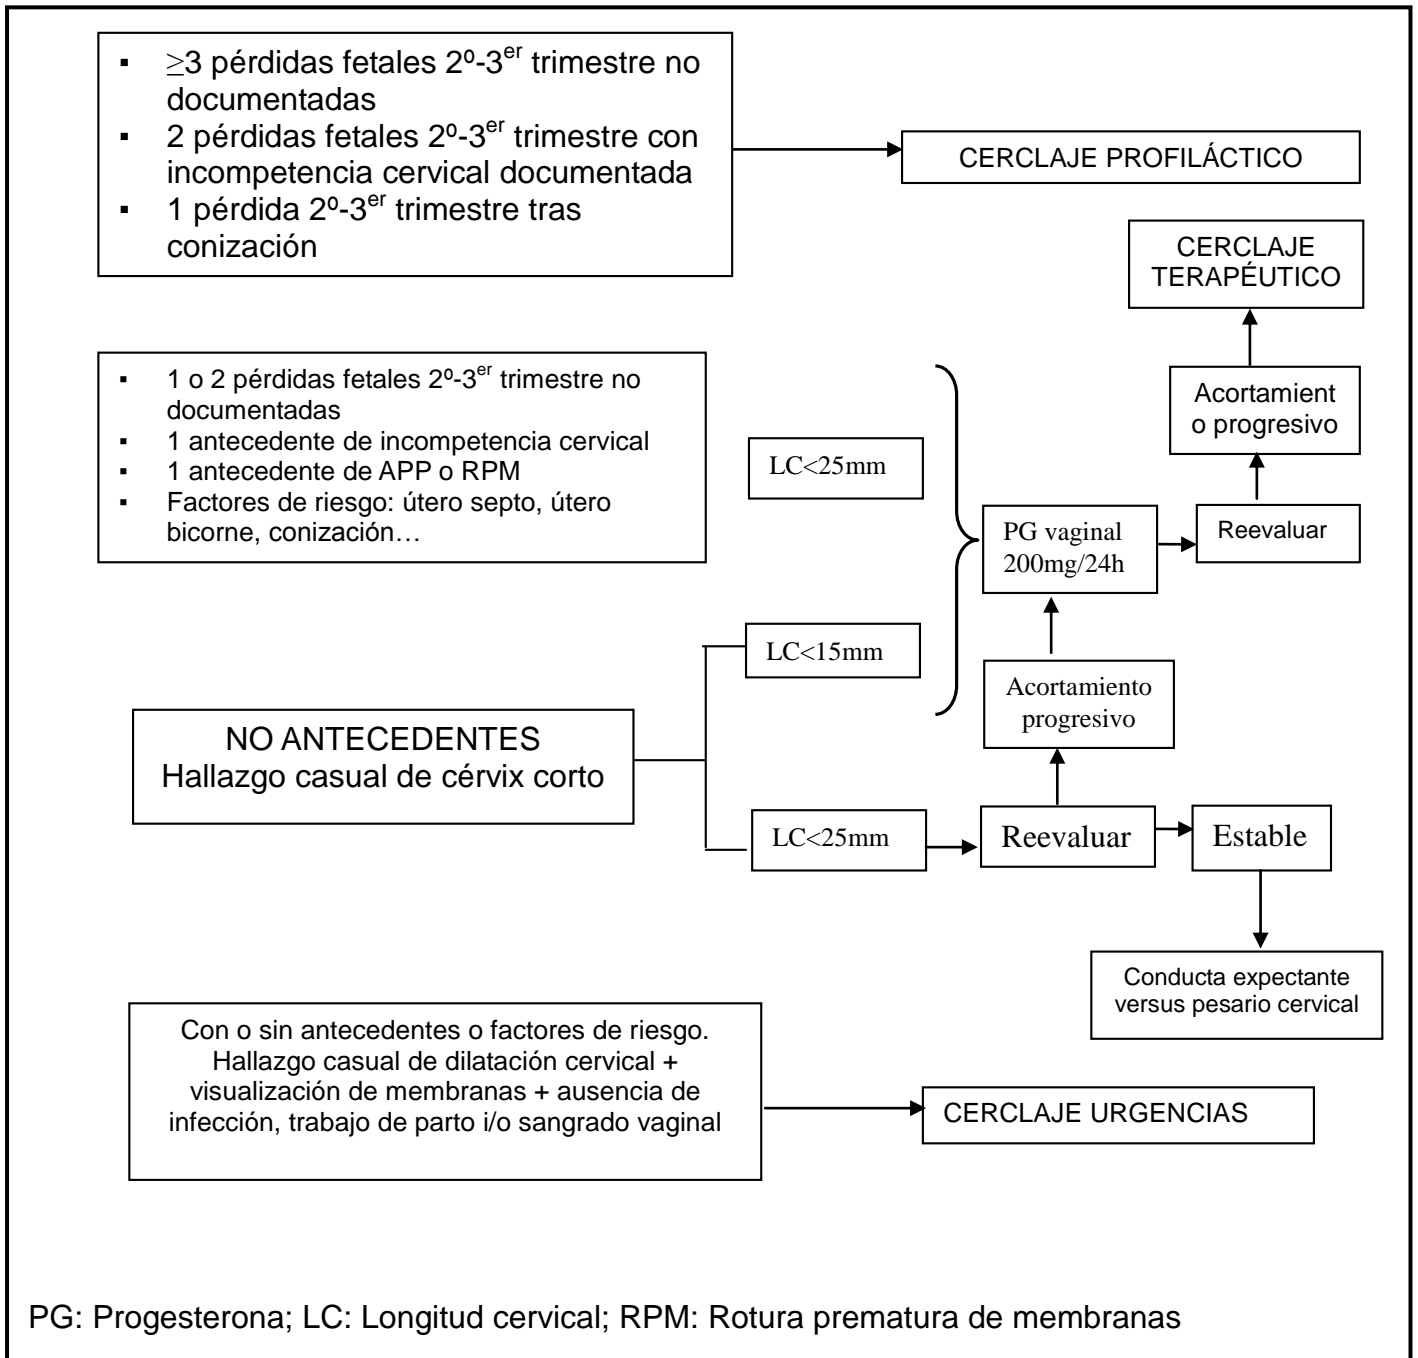 ▪ ≥3 pérdidas fetales 2º-3er trimestre no
documentadas
▪ 2 pérdidas fetales 2º-3er trimestre con
incompetencia cervical documentada
▪ 1 pérdida 2º-3er trimestre tras
conización
CERCLAJE PROFILÁCTICO
CERCLAJE
TERAPÉUTICO
▪ 1 o 2 pérdidas fetales 2º-3er trimestre no
documentadas
▪ 1 antecedente de incompetencia cervical
▪ 1 antecedente de APP o RPM
▪ Factores de riesgo: útero septo, útero
bicorne, conización…
LC<25mm
Acortamient
o progresivo
PG vaginal
200mg/24h
Reevaluar
LC<15mm
Acortamiento
progresivo
NO ANTECEDENTES
Hallazgo casual de cérvix corto
LC<25mm
Reevaluar
Estable
Conducta expectante
versus pesario cervical
Con o sin antecedentes o factores de riesgo.
Hallazgo casual de dilatación cervical +
visualización de membranas + ausencia de
infección, trabajo de parto i/o sangrado vaginal
CERCLAJE URGENCIAS
PG: Progesterona; LC: Longitud cervical; RPM: Rotura prematura de membranas